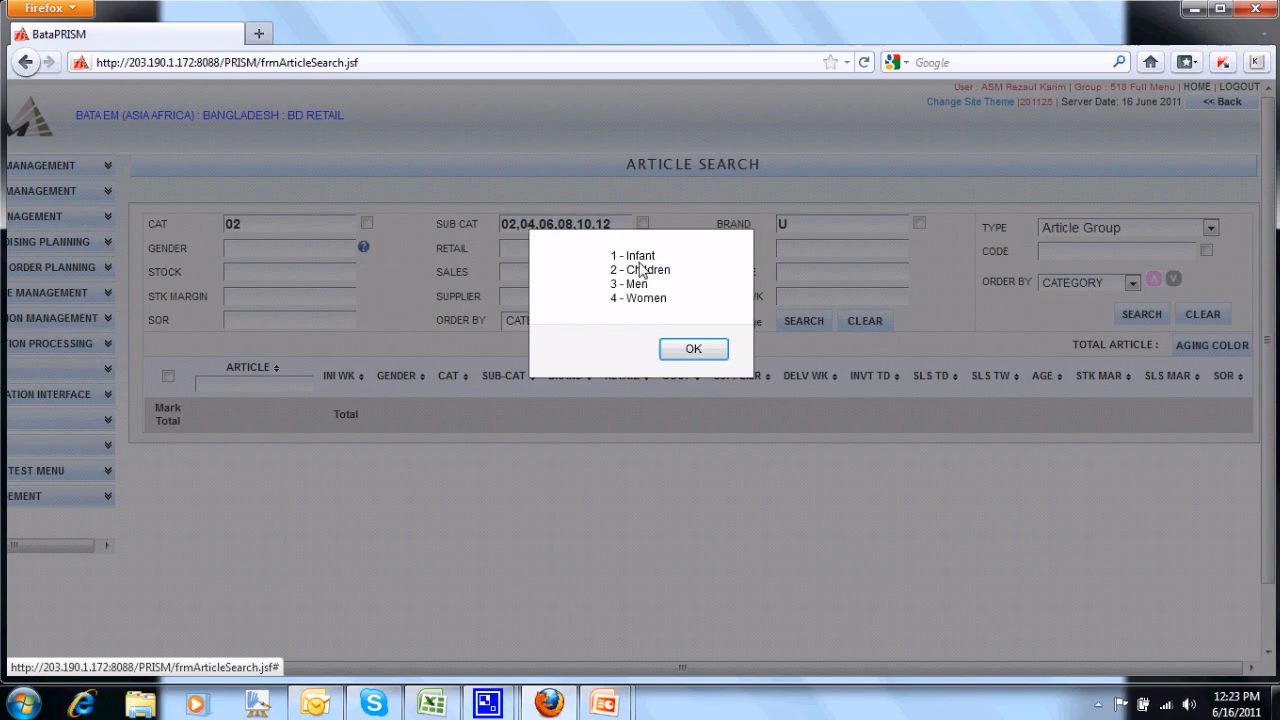 Firefox
BataPRISM
http://203.190.1.172:8088/PRISM/frmArticleSearch.jsf
Google
User : ASM Rezaul Karim | Group : 518 Full Menu | HOME | LOGOUT
Change Site Theme |201125 | Server Date: 16 June 2011 << Back
BATA EM (ASIA AFRICA) : BANGLADESH : BD RETAIL
ARTICLE SEARCH
MANAGEMENT
MANAGEMENT
NAGEMENT
DISING PLANNING
ORDER PLANNING
E MANAGEMENT
ION MANAGEMENT
TION PROCESSING
ATION INTERFACE
TEST MENU
EMENT
CAT 02 SUB CAT 02,04,06,08,10,12 BRAND U TYPE Article Group
GENDER RETAIL CODE
STOCK SALES
ORDER BY CATEGORY
STK MARGIN SUPPLIER
SOR ORDER BY SEARCH CLEAR
SEARCH CLEAR
1 - Infant
2 - Children
3 - Men
4 - Women
OK
TOTAL ARTICLE : AGING COLOR
ARTICLE INI WK GENDER CAT SUB-CAT DELV WK INVT TD SLS TD SLS TW AGE STK MAR SLS MAR SOR
Mark Total Total
http://203.190.1.172:8088/PRISM/frmArticleSearch.jsf#
12:23 PM
6/16/2011